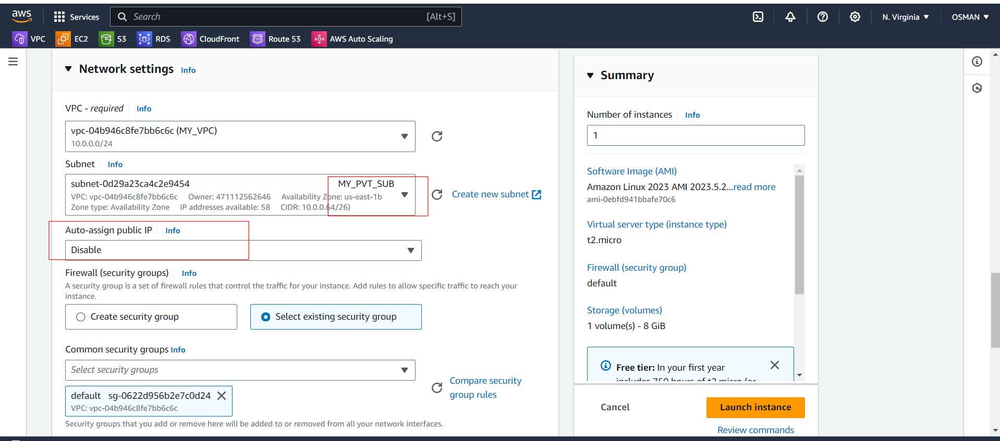 aws
Services
Search [Alt+S]
N. Virginia
OSMAN
VPC EC2 S3 RDS CloudFront Route 53 AWS Auto Scaling
Network settings Info
VPC - required Info
vpc-04b946c8fe7bb6c6c (MY_VPC)
10.0.0.0/24
Subnet Info
subnet-0d29a23ca4c2e9454 MY_PVT_SUB
VPC: vpc-04b946c8fe7bb6c6c Owner: 471112562646 Availability Zone: us-east-1b
Zone type: Availability Zone IP addresses available: 58 CIDR: 10.0.0.64/26)
Create new subnet
Auto-assign public IP Info
Disable
Firewall (security groups) Info
A security group is a set of firewall rules that control the traffic for your instance. Add rules to allow specific traffic to reach your
instance.
Create security group
Select existing security group
Common security groups Info
Select security groups
default sg-0622d956b2e7c0d24
VPC: vpc-04b946c8fe7bb6c6c
Compare security
group rules
Security groups that you add or remove here will be added to or removed from all your network interfaces.
Summary
Number of instances Info
1
Software Image (AMI)
Amazon Linux 2023 AMI 2023.5.2...read more
ami-0ebfd941bbafe70c6
Virtual server type (instance type)
t2.micro
Firewall (security group)
default
Storage (volumes)
1 volume(s) - 8 GiB
Free tier: In your first year
includes 750 hours of t2.micro (or
Cancel
Launch instance
Review commands